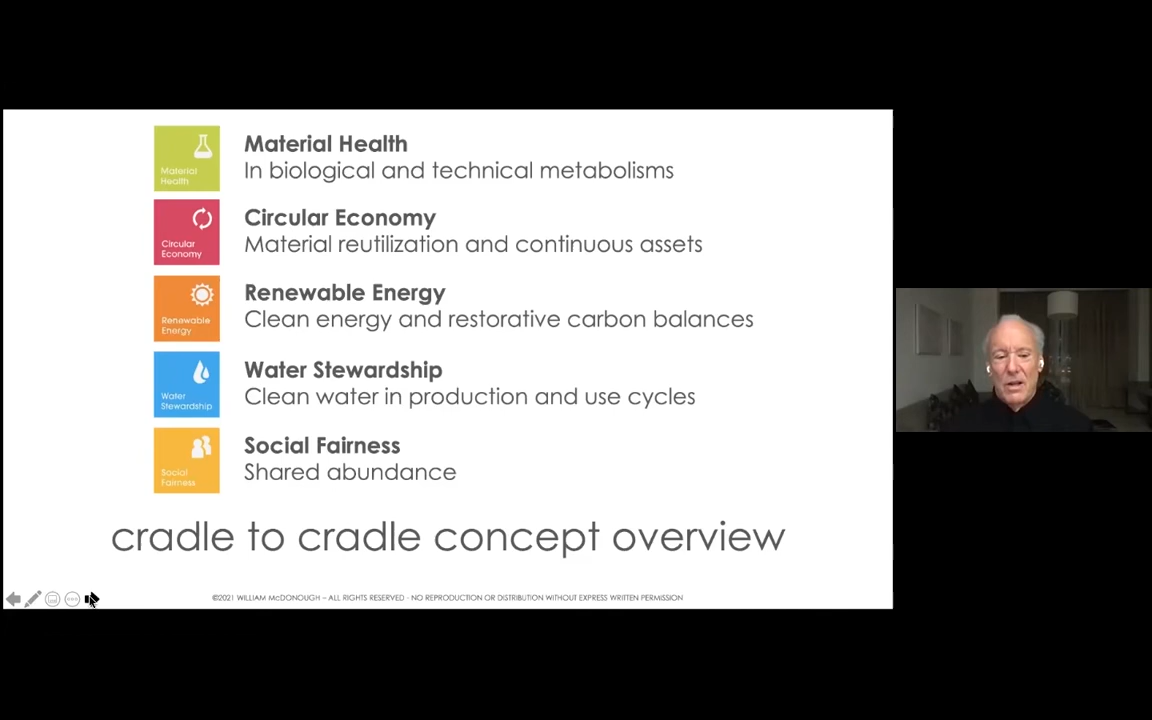 Material
Health
Material Health
In biological and technical metabolisms
Circular
Economy
Circular Economy
Material reutilization and continuous assets
Renewable
Energy
Renewable Energy
Clean energy and restorative carbon balances
Water
Stewardship
Water Stewardship
Clean water in production and use cycles
Social
Fairness
Social Fairness
Shared abundance
cradle to cradle concept overview
©2021 WILLIAM McDONOUGH – ALL RIGHTS RESERVED - NO REPRODUCTION OR DISTRIBUTION WITHOUT EXPRESS WRITTEN PERMISSION